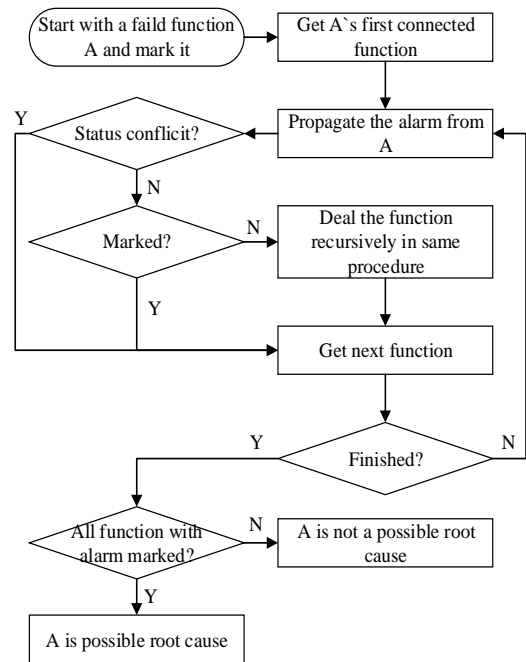 Start with a faild function
A and mark it
Get A`s first connected
function
Y
Status conflicit?
Propagate the alarm from
A
N
Marked?
N
Deal the function
recursively in same
procedure
Y
Get next function
Y
Finished?
N
All function with
alarm marked?
N
A is not a possible root
cause
Y
A is possible root cause